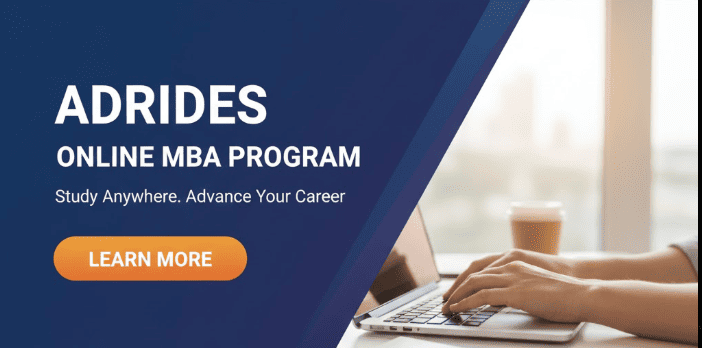 ADRIDES
ONLINE MBA PROGRAM
Study Anywhere. Advance Your Career
LEARN MORE